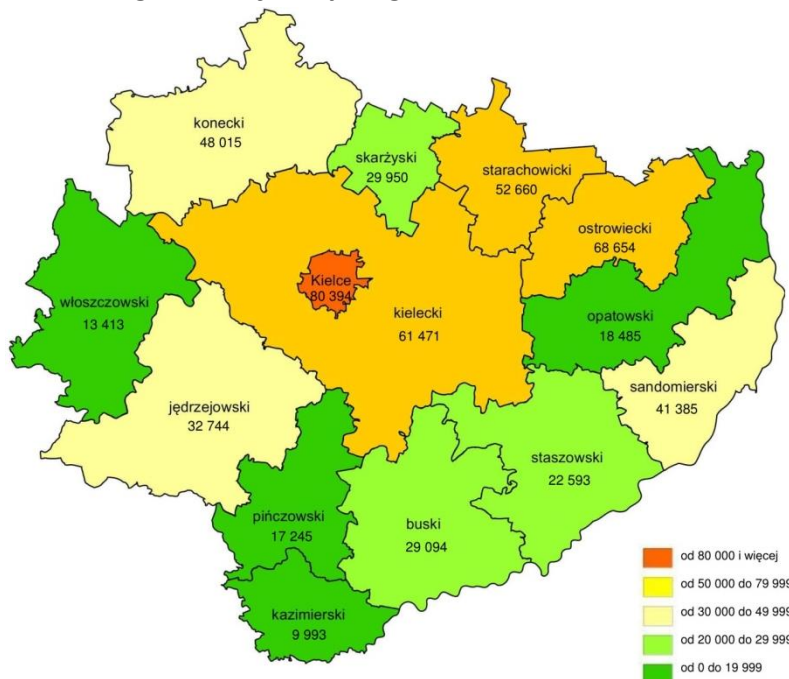 konecki
48 015
skarżyski
29 950
starachowicki
52 660
ostrowiecki
68 654
Kielce
80 394
włoszczowski
13 413
kielecki
61 471
opatowski
18 485
sandomierski
41 385
jędrzejowski
32 744
staszowski
22 593
pińczowski
17 245
buski
29 094
kazimierski
9 993
od 80 000 i więcej
od 50 000 do 79 999
od 30 000 do 49 999
od 20 000 do 29 999
od 0 do 19 999